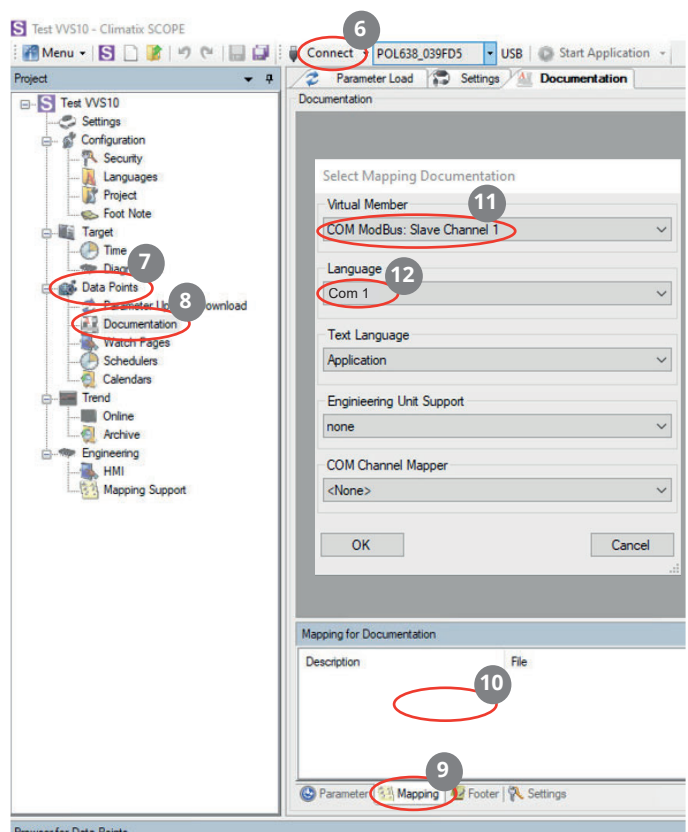 Test VVS10 - Climatix SCOPE
6
Menu
Connect
POL638_039FD5
USB
Start Application
Project
Parameter Load
Settings
Documentation
Documentation
Test VVS10
Settings
Configuration
Security
Languages
Project
Foot Note
Target
Time
7
Data Points
8
Documentation
Watch Pages
Schedulers
Calendars
Trend
Online
Archive
Engineering
HMI
Mapping Support
Select Mapping Documentation
Virtual Member
11
COM ModBus: Slave Channel 1
Language
12
Com 1
Text Language
Application
Enginieering Unit Support
none
COM Channel Mapper
<None>
OK
Cancel
Mapping for Documentation
Description
File
10
9
Parameter
Mapping
Footer
Settings